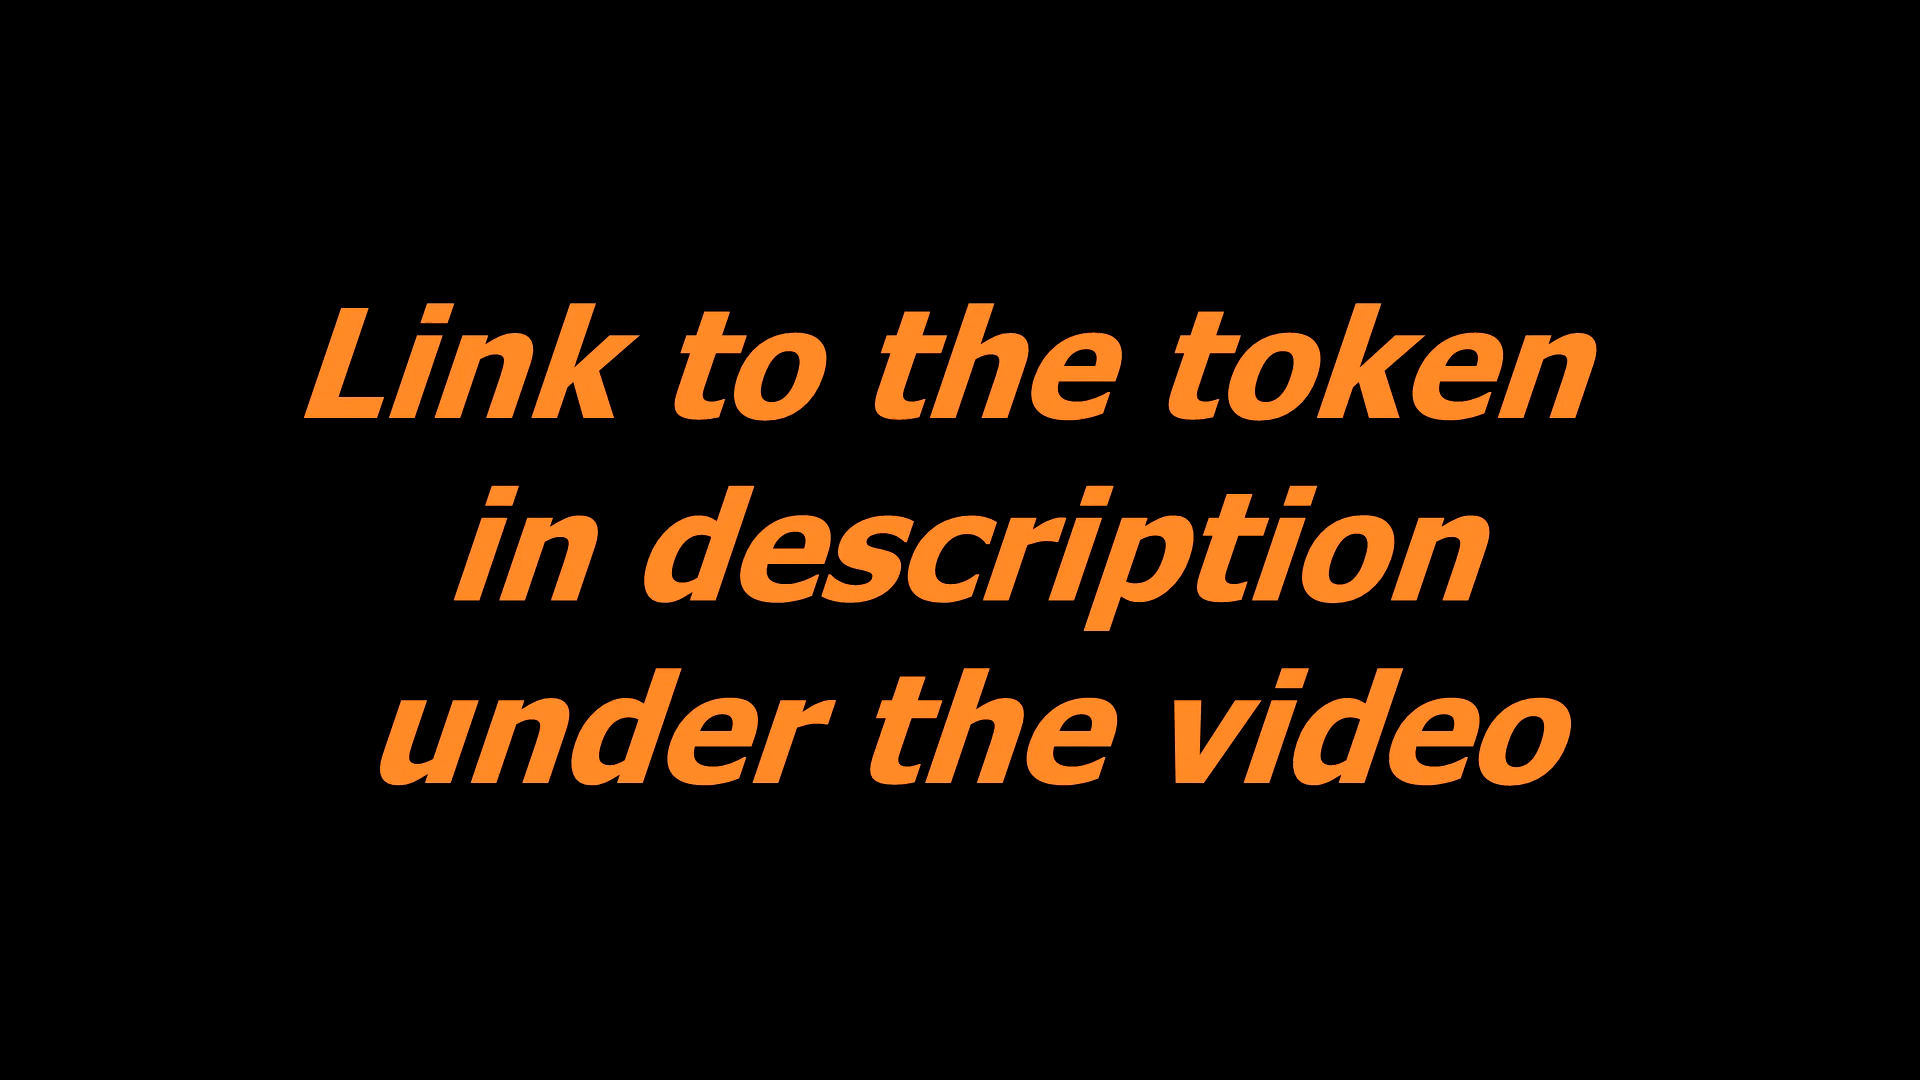 Link to the token
in description
under the video